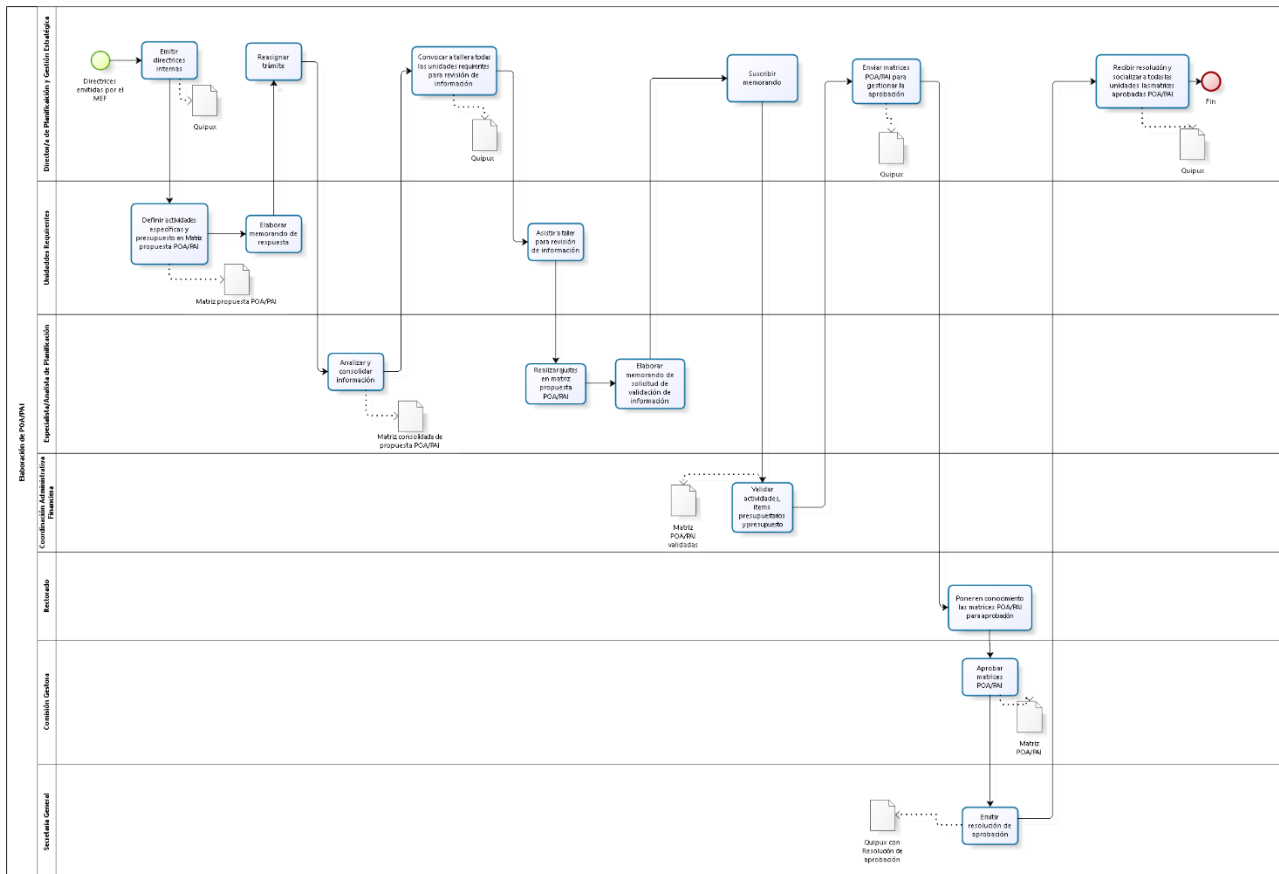 Elaboración de POA/PAI
Director/a de Planificación y Gestión Estratégica
Directrices
emitidas por el
MEF
Emitir
directrices
internas
Quipux
Reasignar
trámite
Convocar a taller a todas
las unidades requirentes
para revisión de
información
Quipux
Suscribir
memorando
Enviar matrices
POA/PAI para
gestionar la
aprobación
Quipux
Recibir resolución y
socializar a todas las
unidades las matrices
aprobadas POA/PAI
Quipux
Fin
Unidaddes Requirentes
Definir actividades
específicas y
presupuesto en Matriz
propuesta POA/PAI
Matriz propuesta POA/PAI
Elaborar
memorando de
respuesta
Asistir a taller
para revisión
de información
Especialista/Analista de Planificación
Analizar y
consolidar
información
Matriz consolidada de
propuesta POA/PAI
Realizar ajustes
en matriz
propuesta
POA/PAI
Elaborar
memorando de
solicitud de
validación de
información
Coordinación Administrativa
Financiera
Matriz
POA/PAI
validadas
Validar
actividades,
items
presupuestarios
y presupuesto
Rectorado
Poner en conocimiento
las matrices POA/PAI
para aprobación
Comisión Gestora
Aprobar
matrices
POA/PAI
Matriz
POA/PAI
Secretaría General
Quipux con
Resolución de
aprobación
Emitir
resolución de
aprobación